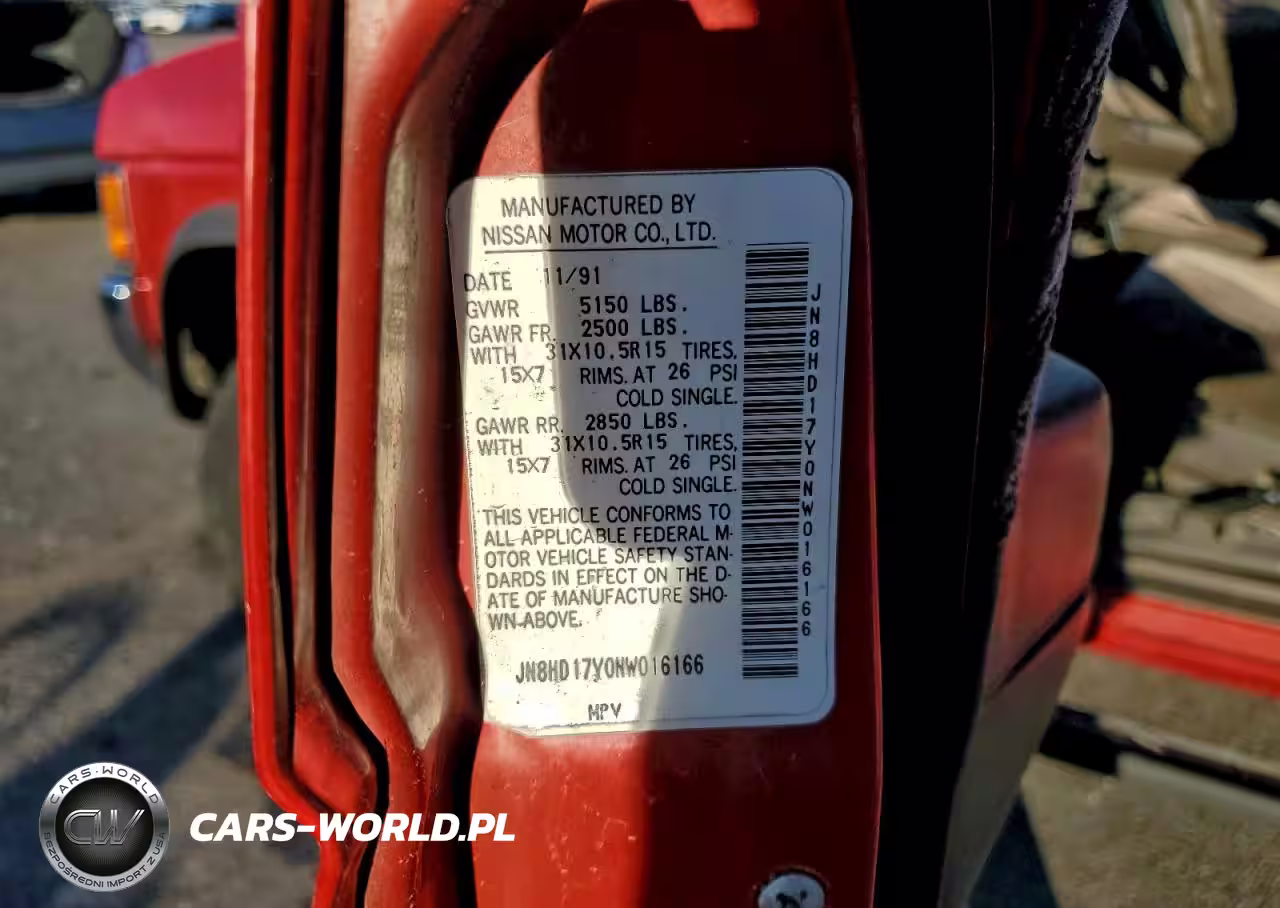 MANUFACTURED BY
NISSAN MOTOR CO., LTD.
DATE 11/91
GVWR 5150 LBS.
GAWR FR. 2500 LBS.
WITH 31X10.5R15 TIRES,
15X7 RIMS. AT 26 PSI
COLD SINGLE.
GAWR RR. 2850 LBS.
WITH 31X10.5R15 TIRES,
15X7 RIMS. AT 26 PSI
COLD SINGLE.
THIS VEHICLE CONFORMS TO
ALL APPLICABLE FEDERAL M-
OTOR VEHICLE SAFETY STAN-
DARDS IN EFFECT ON THE D-
ATE OF MANUFACTURE SHO-
WN ABOVE.
JN8HD17Y0NW016166
MPV
JN8HD17Y0NW016166
CARS-WORLD
CW
BEZPOŚREDNI IMPORT Z USA
CARS-WORLD.PL